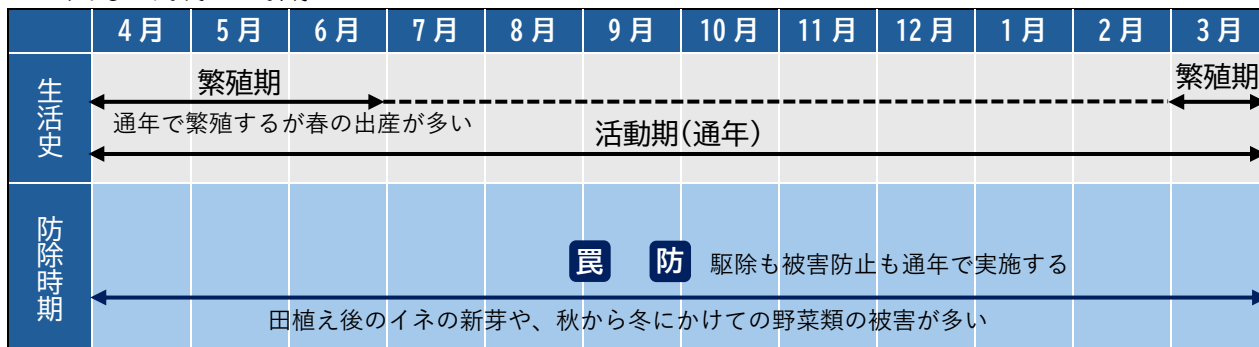 4月 5月 6月 7月 8月 9月 10月 11月 12月 1月 2月 3月
生活史
繁殖期
繁殖期
通年で繁殖するが春の出産が多い
活動期(通年)
防除時期
罠 防 駆除も被害防止も通年で実施する
田植え後のイネの新芽や、秋から冬にかけての野菜類の被害が多い